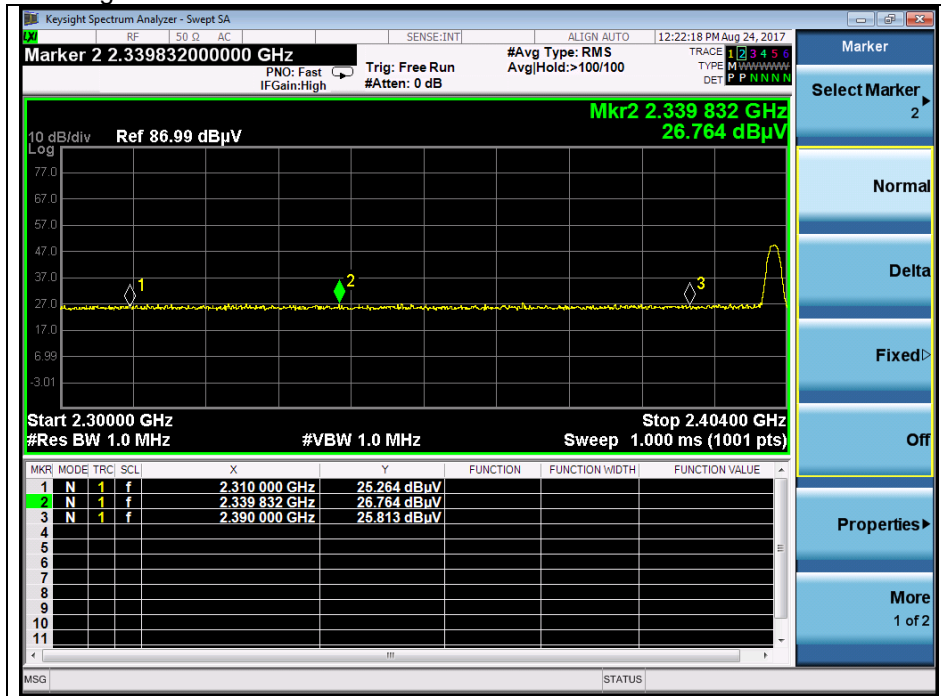 Keysight Spectrum Analyzer - Swept SA
LXI RF 50 Ω AC SENSE:INT ALIGN AUTO 12:22:18 PM Aug 24, 2017
Marker 2 2.339832000000 GHz
PNO: Fast
IFGain:High
Trig: Free Run
#Atten: 0 dB
#Avg Type: RMS
Avg|Hold:>100/100
TRACE 1 2 3 4 5 6
TYPE M W W W W W
DET P P N N N N
Mkr2 2.339 832 GHz
26.764 dBµV
10 dB/div Ref 86.99 dBµV
Log
77.0
67.0
57.0
47.0
37.0
27.0
17.0
6.99
-3.01
1
2
3
Start 2.30000 GHz Stop 2.40400 GHz
#Res BW 1.0 MHz #VBW 1.0 MHz Sweep 1.000 ms (1001 pts)
MKR MODE TRC SCL X Y FUNCTION FUNCTION WIDTH FUNCTION VALUE
1 N 1 f 2.310 000 GHz 25.264 dBµV
2 N 1 f 2.339 832 GHz 26.764 dBµV
3 N 1 f 2.390 000 GHz 25.813 dBµV
4
5
6
7
8
9
10
11
MSG STATUS
Marker
Select Marker
2
Normal
Delta
Fixed
Off
Properties
More
1 of 2